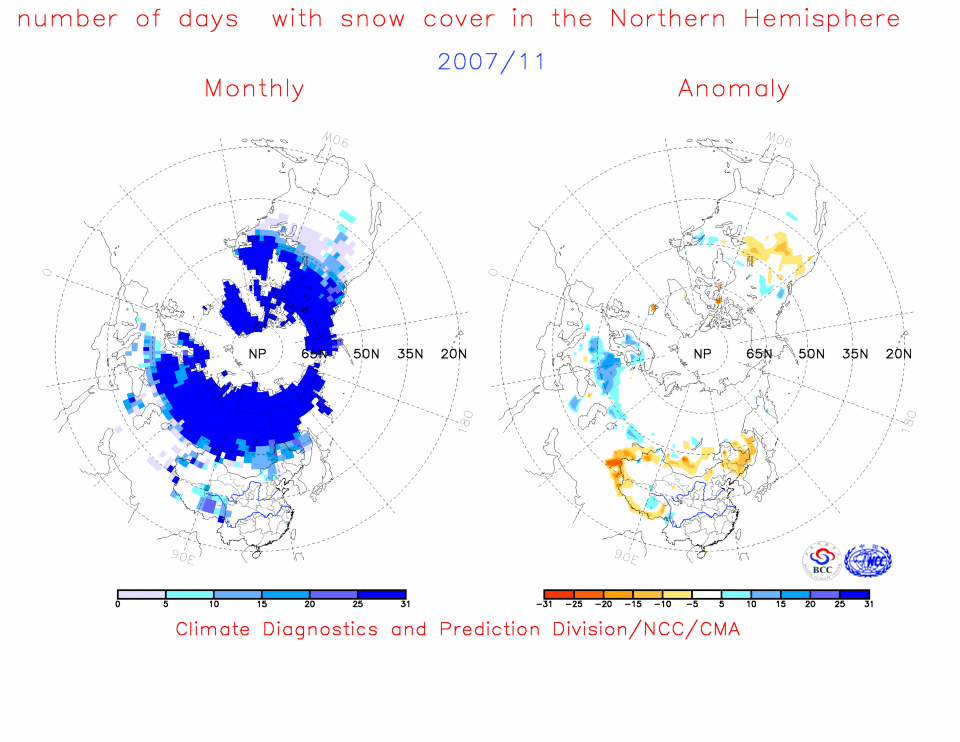 number of days with snow cover in the Northern Hemisphere
2007/11
Monthly Anomaly
90W 90W
0 0
NP 65N 50N 35N 20N NP 65N 50N 35N 20N
180 180
90E 90E
BCC NCC
0 5 10 15 20 25 31 -31 -25 -20 -15 -10 -5 5 10 15 20 25 31
Climate Diagnostics and Prediction Division/NCC/CMA